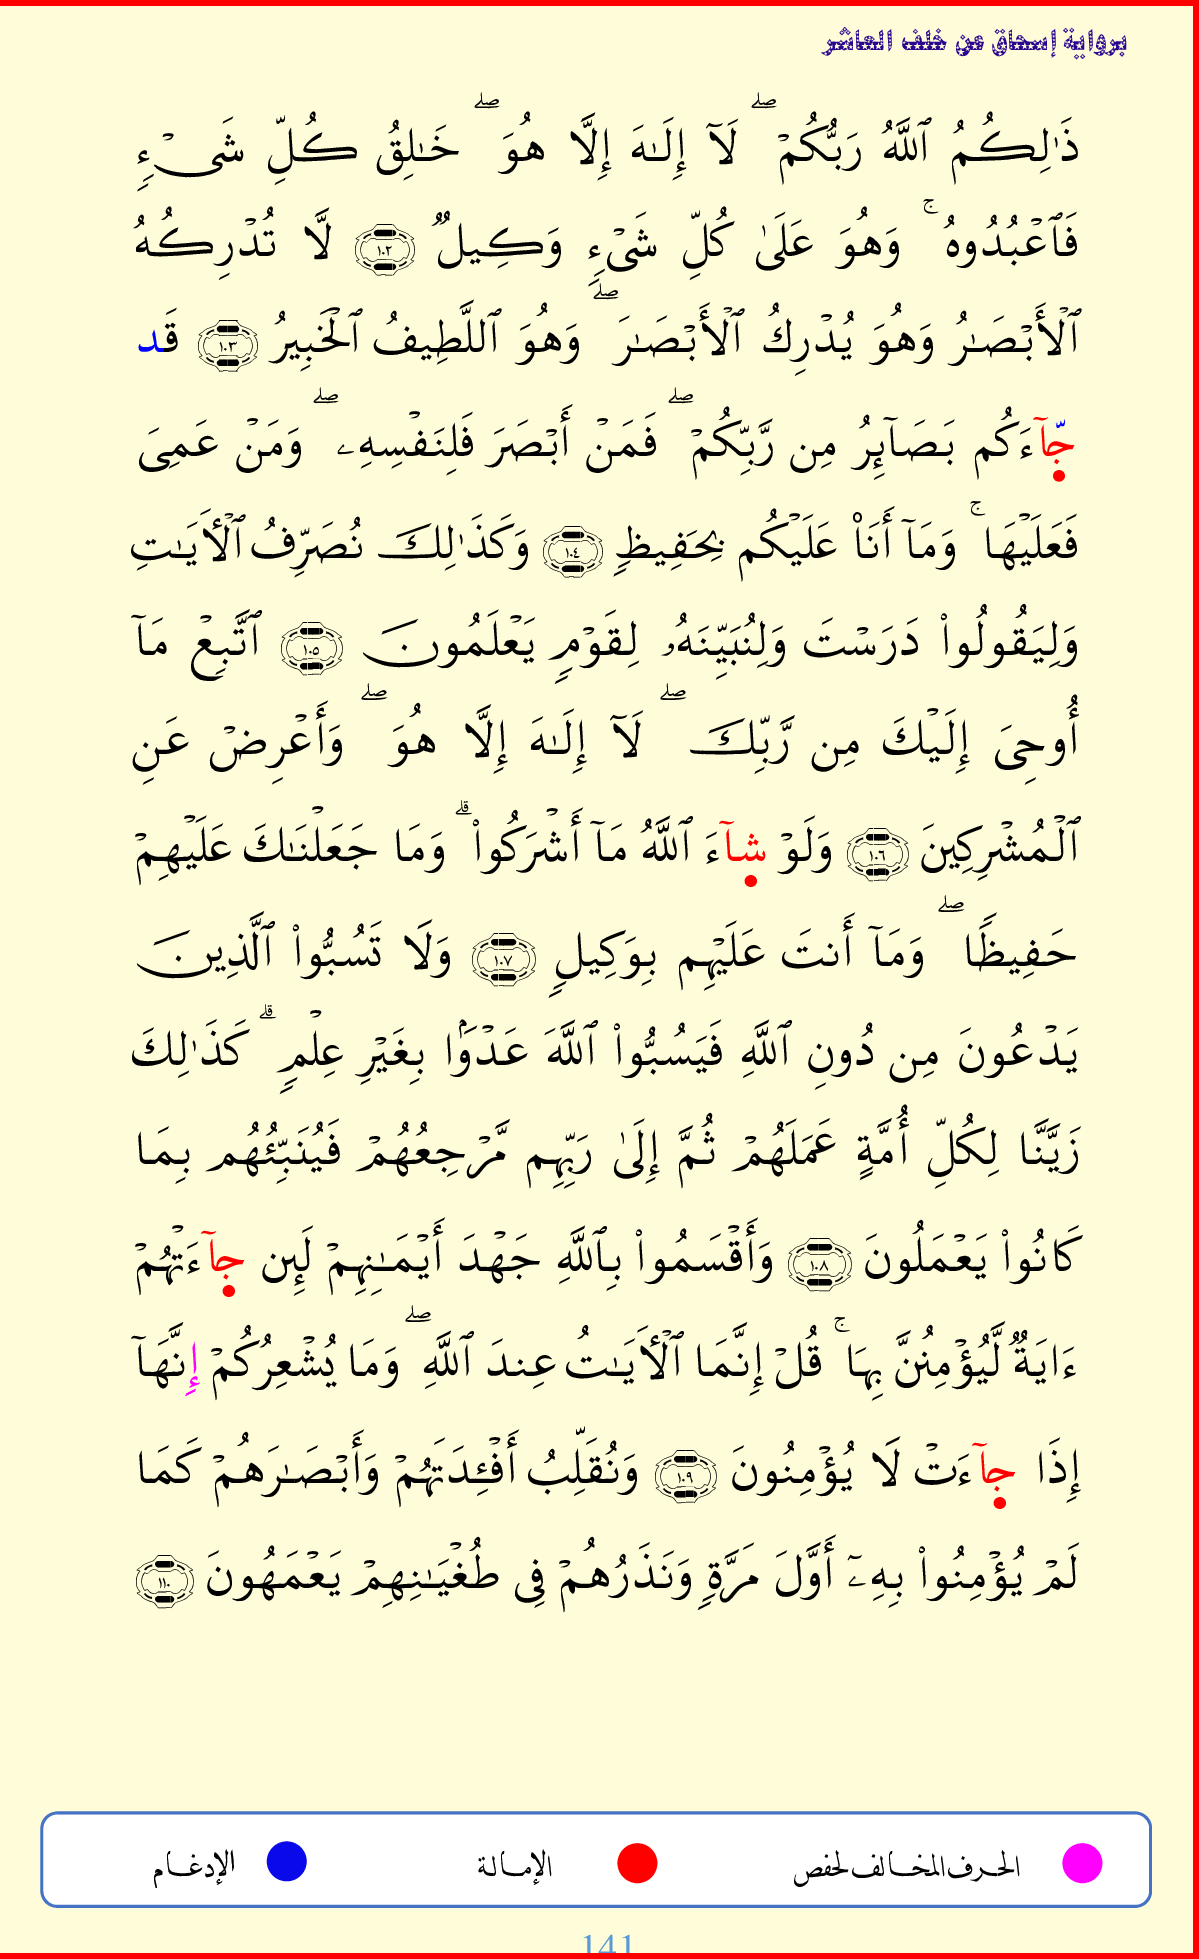 برواية إسحاق عن خلف العاشر
ذَٰلِكُمُ ٱللَّهُ رَبُّكُمۡۖ لَآ إِلَٰهَ إِلَّا هُوَۖ خَٰلِقُ كُلِّ شَيۡءٖ
فَٱعۡبُدُوهُۚ وَهُوَ عَلَىٰ كُلِّ شَيۡءٖ وَكِيلٞ ١٠٢ لَّا تُدۡرِكُهُ
ٱلۡأَبۡصَٰرُ وَهُوَ يُدۡرِكُ ٱلۡأَبۡصَٰرَۖ وَهُوَ ٱللَّطِيفُ ٱلۡخَبِيرُ ١٠٣ قَد
جَّآءَكُم بَصَآئِرُ مِن رَّبِّكُمۡۖ فَمَنۡ أَبۡصَرَ فَلِنَفۡسِهِۦۖ وَمَنۡ عَمِيَ
فَعَلَيۡهَاۚ وَمَآ أَنَا۠ عَلَيۡكُم بِحَفِيظٖ ١٠٤ وَكَذَٰلِكَ نُصَرِّفُ ٱلۡأٓيَٰتِ
وَلِيَقُولُواْ دَرَسۡتَ وَلِنُبَيِّنَهُۥ لِقَوۡمٖ يَعۡلَمُونَ ١٠٥ ٱتَّبِعۡ مَآ
أُوحِيَ إِلَيۡكَ مِن رَّبِّكَۖ لَآ إِلَٰهَ إِلَّا هُوَۖ وَأَعۡرِضۡ عَنِ
ٱلۡمُشۡرِكِينَ ١٠٦ وَلَوۡ شآءَ ٱللَّهُ مَآ أَشۡرَكُواْۗ وَمَا جَعَلۡنَٰكَ عَلَيۡهِمۡ
حَفِيظٗاۖ وَمَآ أَنتَ عَلَيۡهِم بِوَكِيلٖ ١٠٧ وَلَا تَسُبُّواْ ٱلَّذِينَ
يَدۡعُونَ مِن دُونِ ٱللَّهِ فَيَسُبُّواْ ٱللَّهَ عَدۡوَۢا بِغَيۡرِ عِلۡمٖۗ كَذَٰلِكَ
زَيَّنَّا لِكُلِّ أُمَّةٍ عَمَلَهُمۡ ثُمَّ إِلَىٰ رَبِّهِم مَّرۡجِعُهُمۡ فَيُنَبِّئُهُم بِمَا
كَانُواْ يَعۡمَلُونَ ١٠٨ وَأَقۡسَمُواْ بِٱللَّهِ جَهۡدَ أَيۡمَٰنِهِمۡ لَئِن جآءَتۡهُمۡ
ءَايَةٞ لَّيُؤۡمِنُنَّ بِهَاۚ قُلۡ إِنَّمَا ٱلۡأٓيَٰتُ عِندَ ٱللَّهِۖ وَمَا يُشۡعِرُكُمۡ إِنَّهَآ
إِذَا جآءَتۡ لَا يُؤۡمِنُونَ ١٠٩ وَنُقَلِّبُ أَفۡـِٔدَتَهُمۡ وَأَبۡصَٰرَهُمۡ كَمَا
لَمۡ يُؤۡمِنُواْ بِهِۦٓ أَوَّلَ مَرَّةٖ وَنَذَرُهُمۡ فِي طُغۡيَٰنِهِمۡ يَعۡمَهُونَ ١١٠
الحرف المخالف لحفص الإمالة الإدغام
141